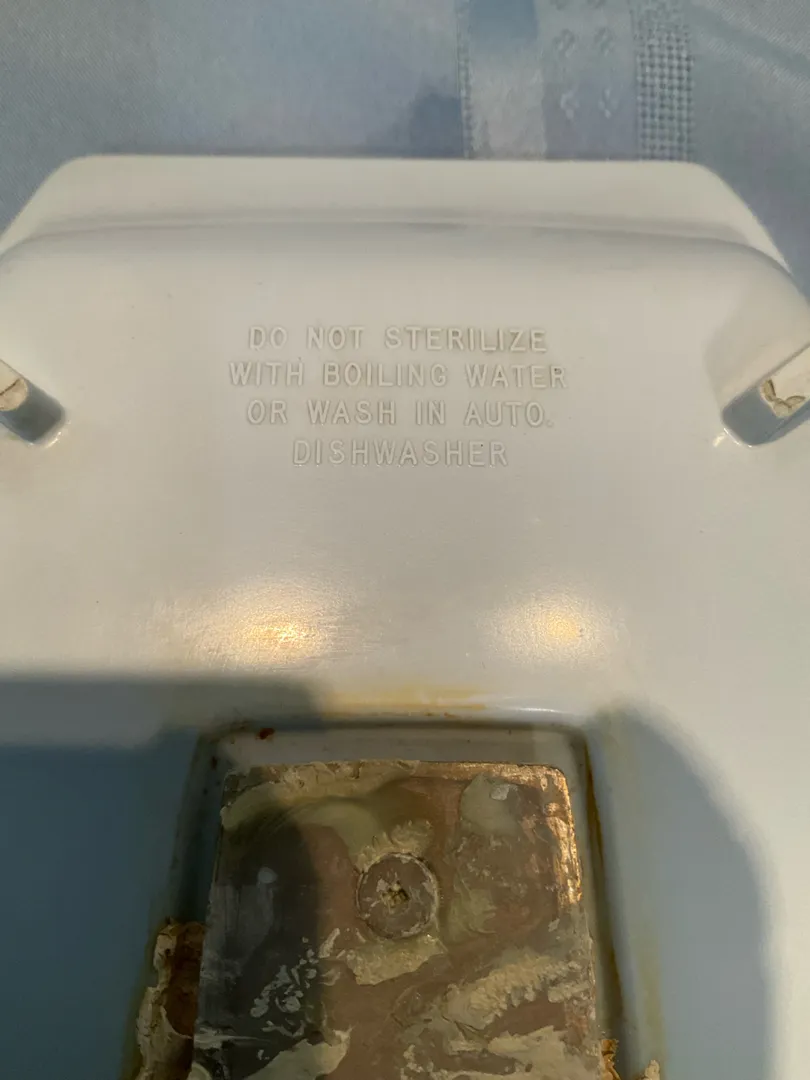 DO NOT STERILIZE
WITH BOILING WATER
OR WASH IN AUTO.
DISHWASHER